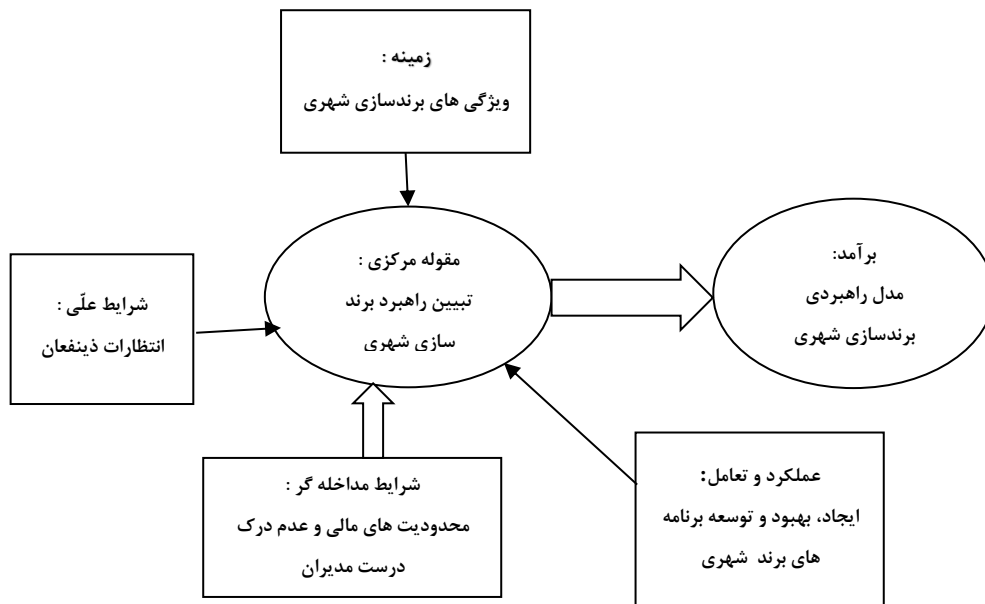 زمینه :
ویژگی های برندسازی شهری
مقوله مرکزی :
تبیین راهبرد برند
سازی شهری
برآمد:
مدل راهبردی
برندسازی شهری
شرایط علّی :
انتظارات ذینفعان
شرایط مداخله گر :
محدودیت های مالی و عدم درک
درست مدیران
عملکرد و تعامل:
ایجاد، بهبود و توسعه برنامه
های برند شهری